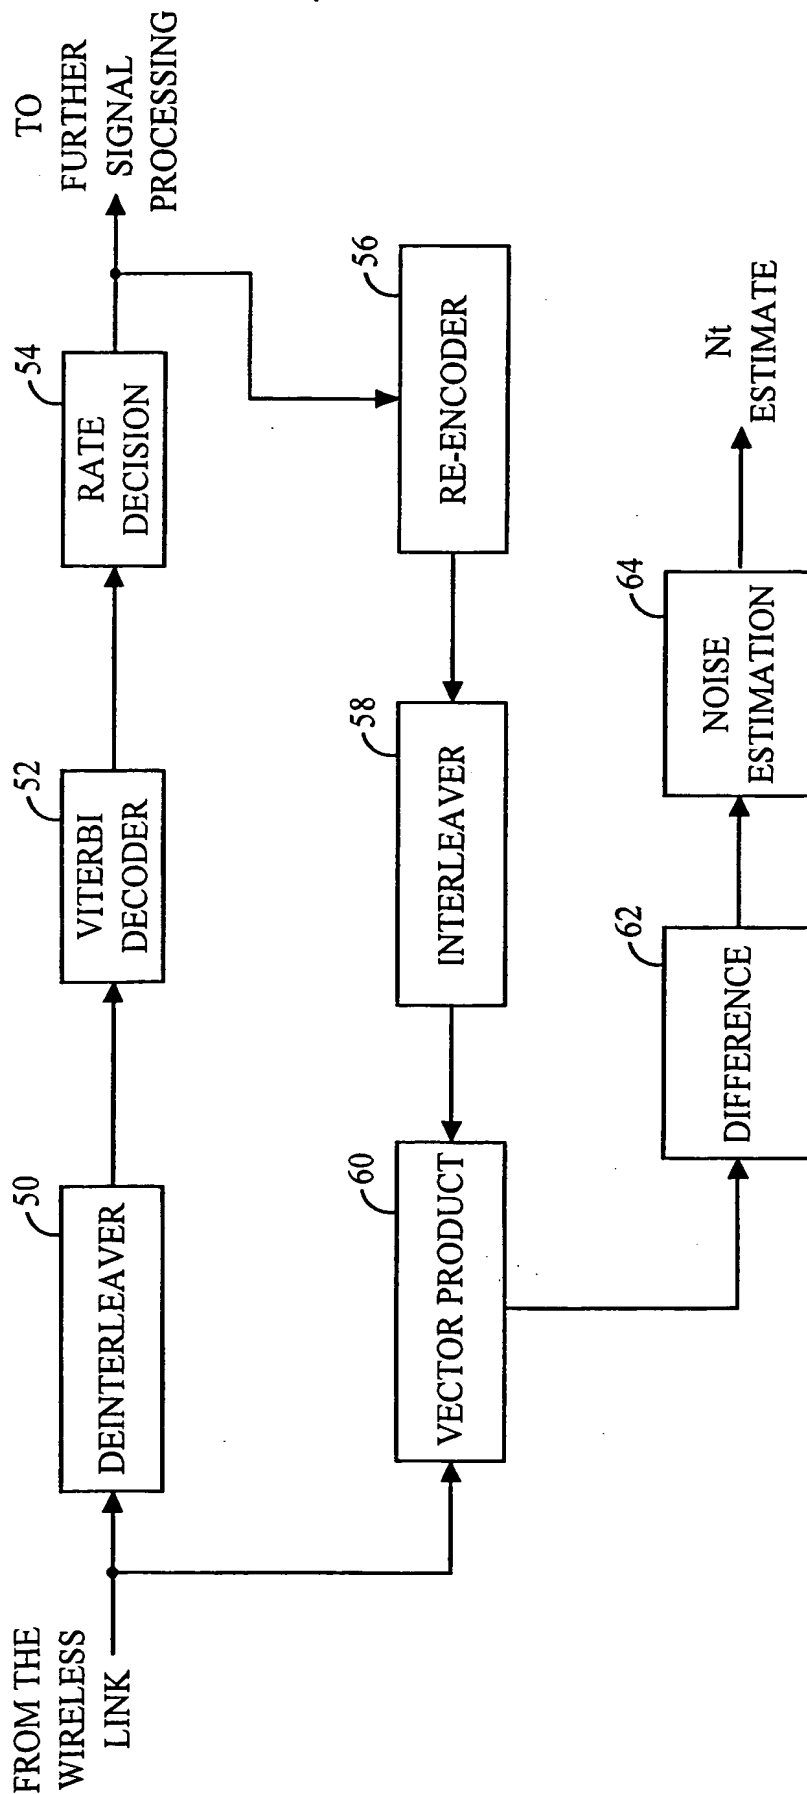 FROM THE
WIRELESS
LINK
50
DEINTERLEAVER
52
VITERBI
DECODER
54
RATE
DECISION
TO
FURTHER
SIGNAL
PROCESSING
60
VECTOR PRODUCT
58
INTERLEAVER
56
RE-ENCODER
62
DIFFERENCE
64
NOISE
ESTIMATION
Nt
ESTIMATE